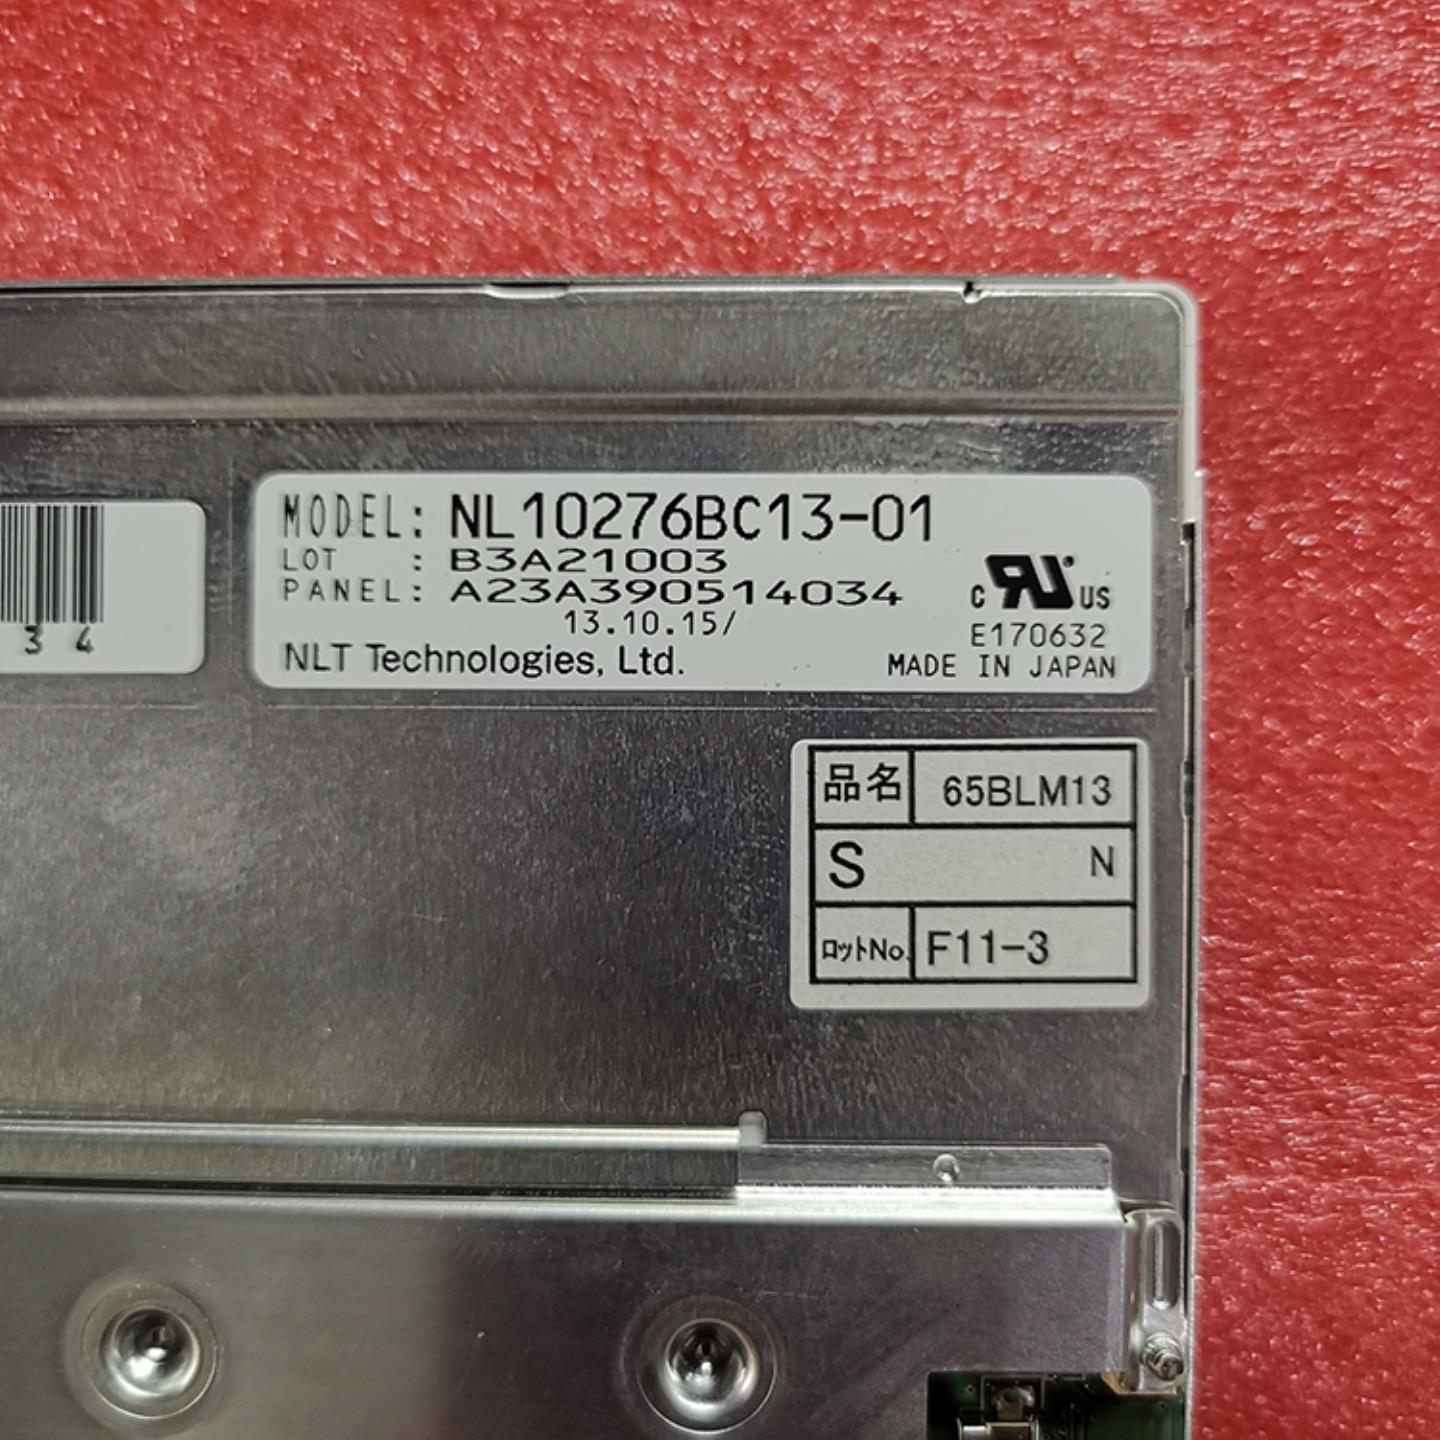 MODEL: NL10276BC13-01
LOT : B3A21003
PANEL: A23A390514034
13.10.15/
NLT Technologies, Ltd.
c RU US
E170632
MADE IN JAPAN
3 4
品名 65BLM13
S N
ロットNo. F11-3